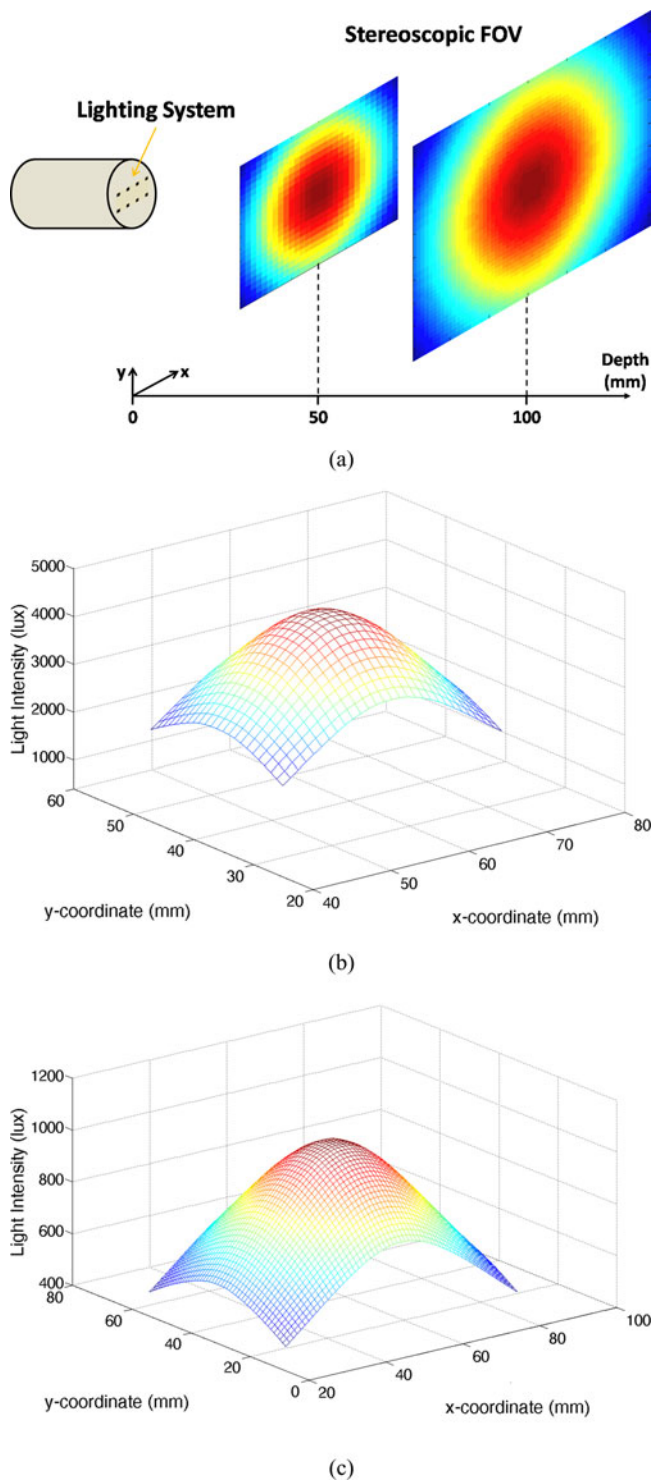 Stereoscopic FOV
Lighting System
y
x
0
50
100
Depth
(mm)
(a)
5000
4000
3000
2000
1000
Light Intensity (lux)
60
50
40
30
20
y-coordinate (mm)
40
50
60
70
80
x-coordinate (mm)
(b)
1200
1000
800
600
400
Light Intensity (lux)
80
60
40
20
0
y-coordinate (mm)
20
40
60
80
100
x-coordinate (mm)
(c)